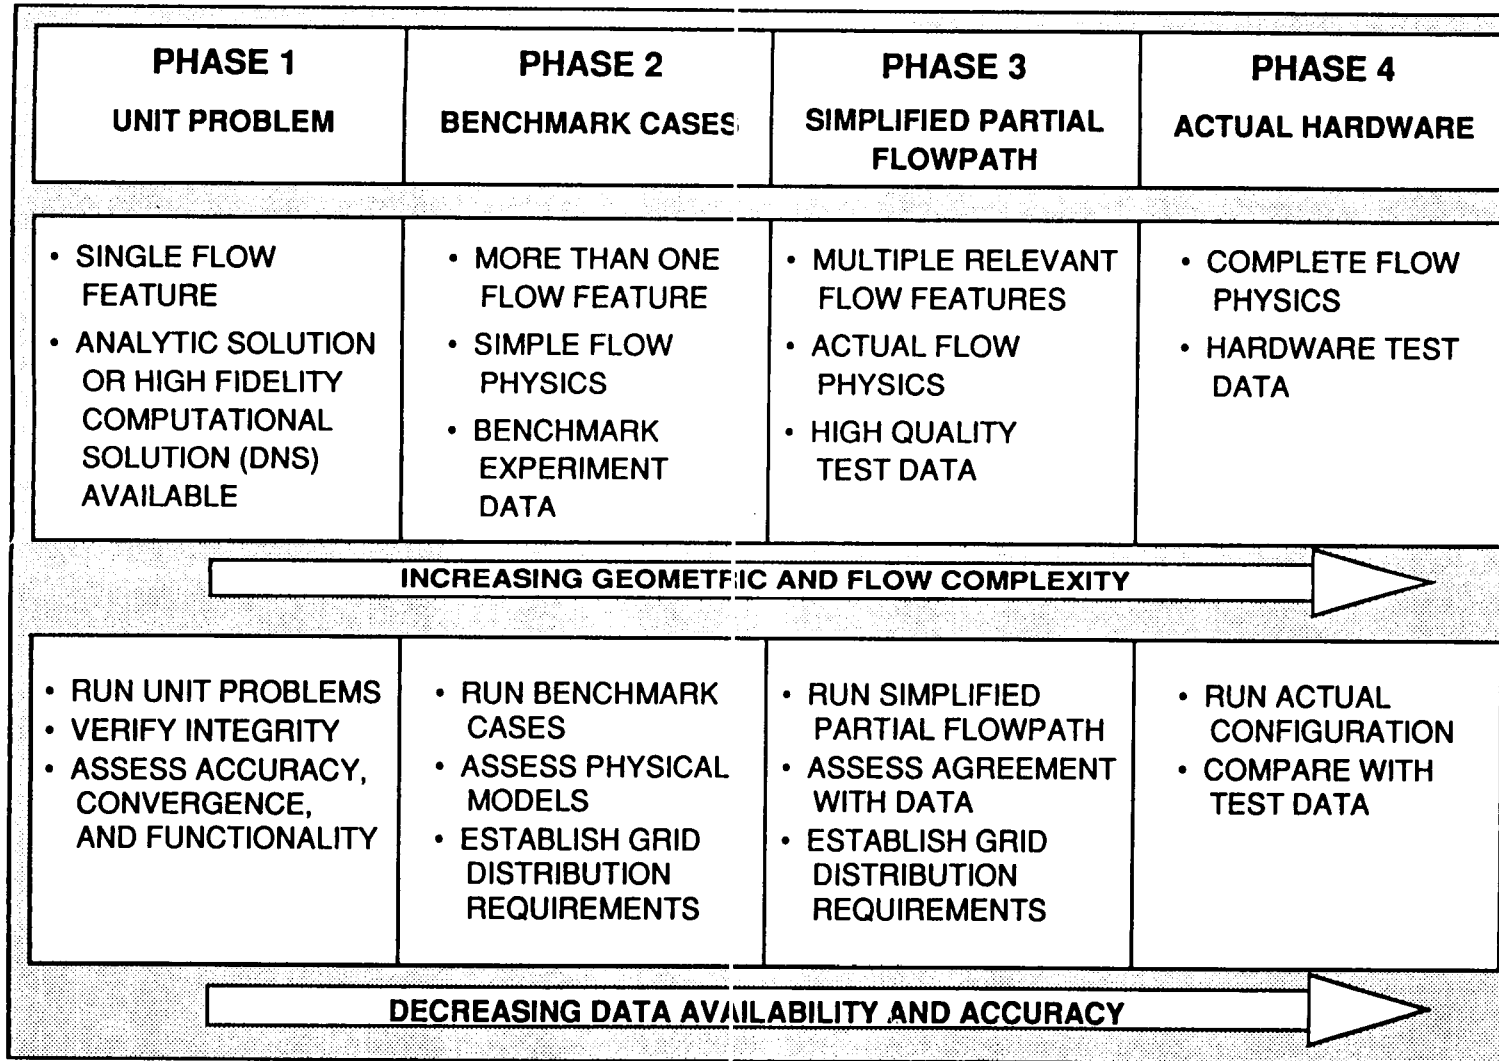 PHASE 1
UNIT PROBLEM
PHASE 2
BENCHMARK CASES
PHASE 3
SIMPLIFIED PARTIAL
FLOWPATH
PHASE 4
ACTUAL HARDWARE
• SINGLE FLOW
FEATURE
• ANALYTIC SOLUTION
OR HIGH FIDELITY
COMPUTATIONAL
SOLUTION (DNS)
AVAILABLE
• MORE THAN ONE
FLOW FEATURE
• SIMPLE FLOW
PHYSICS
• BENCHMARK
EXPERIMENT
DATA
• MULTIPLE RELEVANT
FLOW FEATURES
• ACTUAL FLOW
PHYSICS
• HIGH QUALITY
TEST DATA
• COMPLETE FLOW
PHYSICS
• HARDWARE TEST
DATA
INCREASING GEOMETRIC AND FLOW COMPLEXITY
• RUN UNIT PROBLEMS
• VERIFY INTEGRITY
• ASSESS ACCURACY,
CONVERGENCE,
AND FUNCTIONALITY
• RUN BENCHMARK
CASES
• ASSESS PHYSICAL
MODELS
• ESTABLISH GRID
DISTRIBUTION
REQUIREMENTS
• RUN SIMPLIFIED
PARTIAL FLOWPATH
• ASSESS AGREEMENT
WITH DATA
• ESTABLISH GRID
DISTRIBUTION
REQUIREMENTS
• RUN ACTUAL
CONFIGURATION
• COMPARE WITH
TEST DATA
DECREASING DATA AVAILABILITY AND ACCURACY